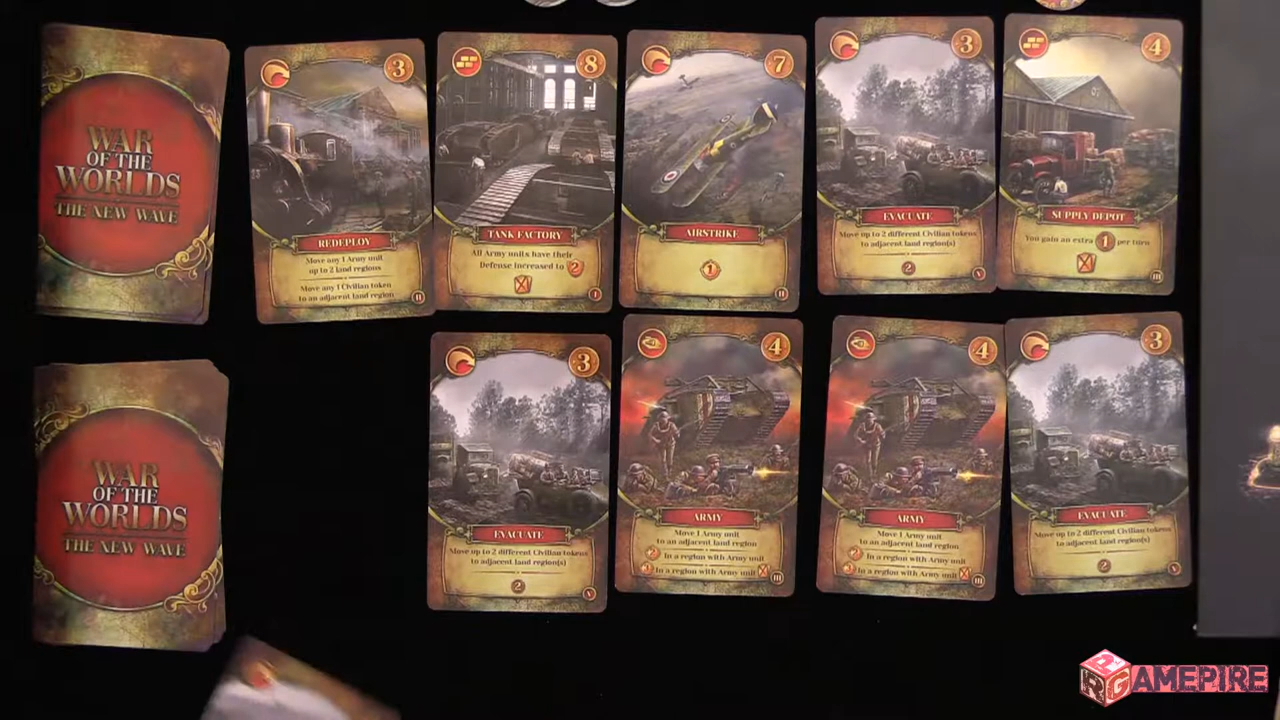 WAR
OF THE
WORLDS
THE NEW WAVE
3
REDEPLOY
Move any 1 Army unit
up to 2 land regions
Move any 1 Civilian token
to an adjacent land region
II
8
TANK FACTORY
All Army units have their
Defense increased to 2
I
7
AIRSTRIKE
1
II
3
EVACUATE
Move up to 2 different Civilian tokens
to adjacent land region(s)
2
V
4
SUPPLY DEPOT
You gain an extra 1 per turn
III
WAR
OF THE
WORLDS
THE NEW WAVE
3
EVACUATE
Move up to 2 different Civilian tokens
to adjacent land region(s)
2
V
4
ARMY
Move 1 Army unit
to an adjacent land region
In a region with Army unit
In a region with Army unit
III
4
ARMY
Move 1 Army unit
to an adjacent land region
In a region with Army unit
In a region with Army unit
III
3
EVACUATE
Move up to 2 different Civilian tokens
to adjacent land region(s)
2
V
RGAMEPIRE